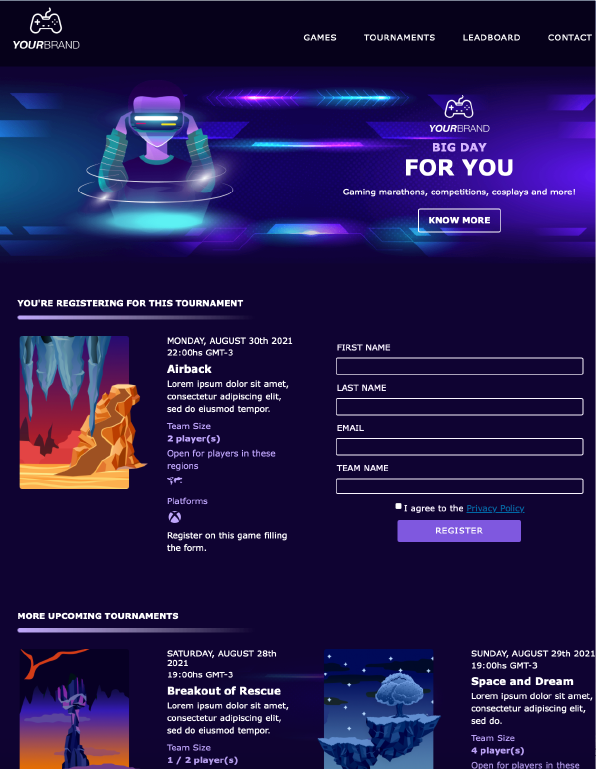 YOURBRAND
GAMES TOURNAMENTS LEADBOARD CONTACT
YOURBRAND
BIG DAY
FOR YOU
Gaming marathons, competitions, cosplays and more!
KNOW MORE
YOU'RE REGISTERING FOR THIS TOURNAMENT
MONDAY, AUGUST 30th 2021
22:00hs GMT-3
Airback
Lorem ipsum dolor sit amet,
consectetur adipiscing elit,
sed do eiusmod tempor.
Team Size
2 player(s)
Open for players in these
regions
Platforms
Register on this game filling
the form.
FIRST NAME
LAST NAME
EMAIL
TEAM NAME
I agree to the Privacy Policy
REGISTER
MORE UPCOMING TOURNAMENTS
SATURDAY, AUGUST 28th
2021
19:00hs GMT-3
Breakout of Rescue
Lorem ipsum dolor sit amet,
consectetur adipiscing elit,
sed do eiusmod tempor.
Team Size
1 / 2 player(s)
SUNDAY, AUGUST 29th 2021
19:00hs GMT-3
Space and Dream
Lorem ipsum dolor sit amet,
consectetur adipiscing elit,
sed do.
Team Size
4 player(s)
Open for players in these